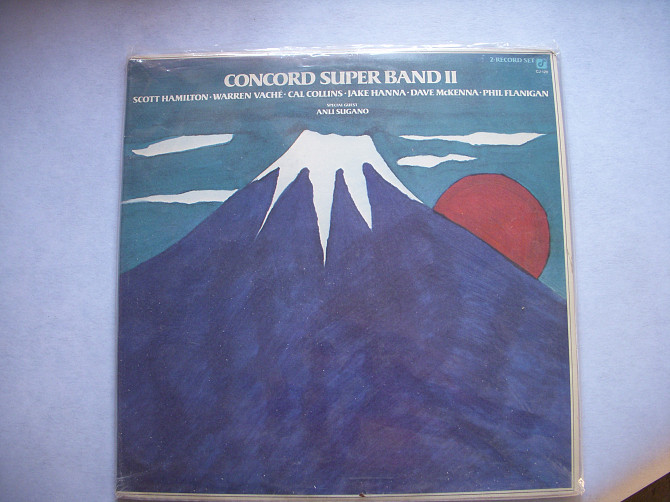 2-RECORD SET
CONCORD SUPER BAND II
SCOTT HAMILTON · WARREN VACHÉ · CAL COLLINS · JAKE HANNA · DAVE McKENNA · PHIL FLANIGAN
SPECIAL GUEST
ANLI SUGANO